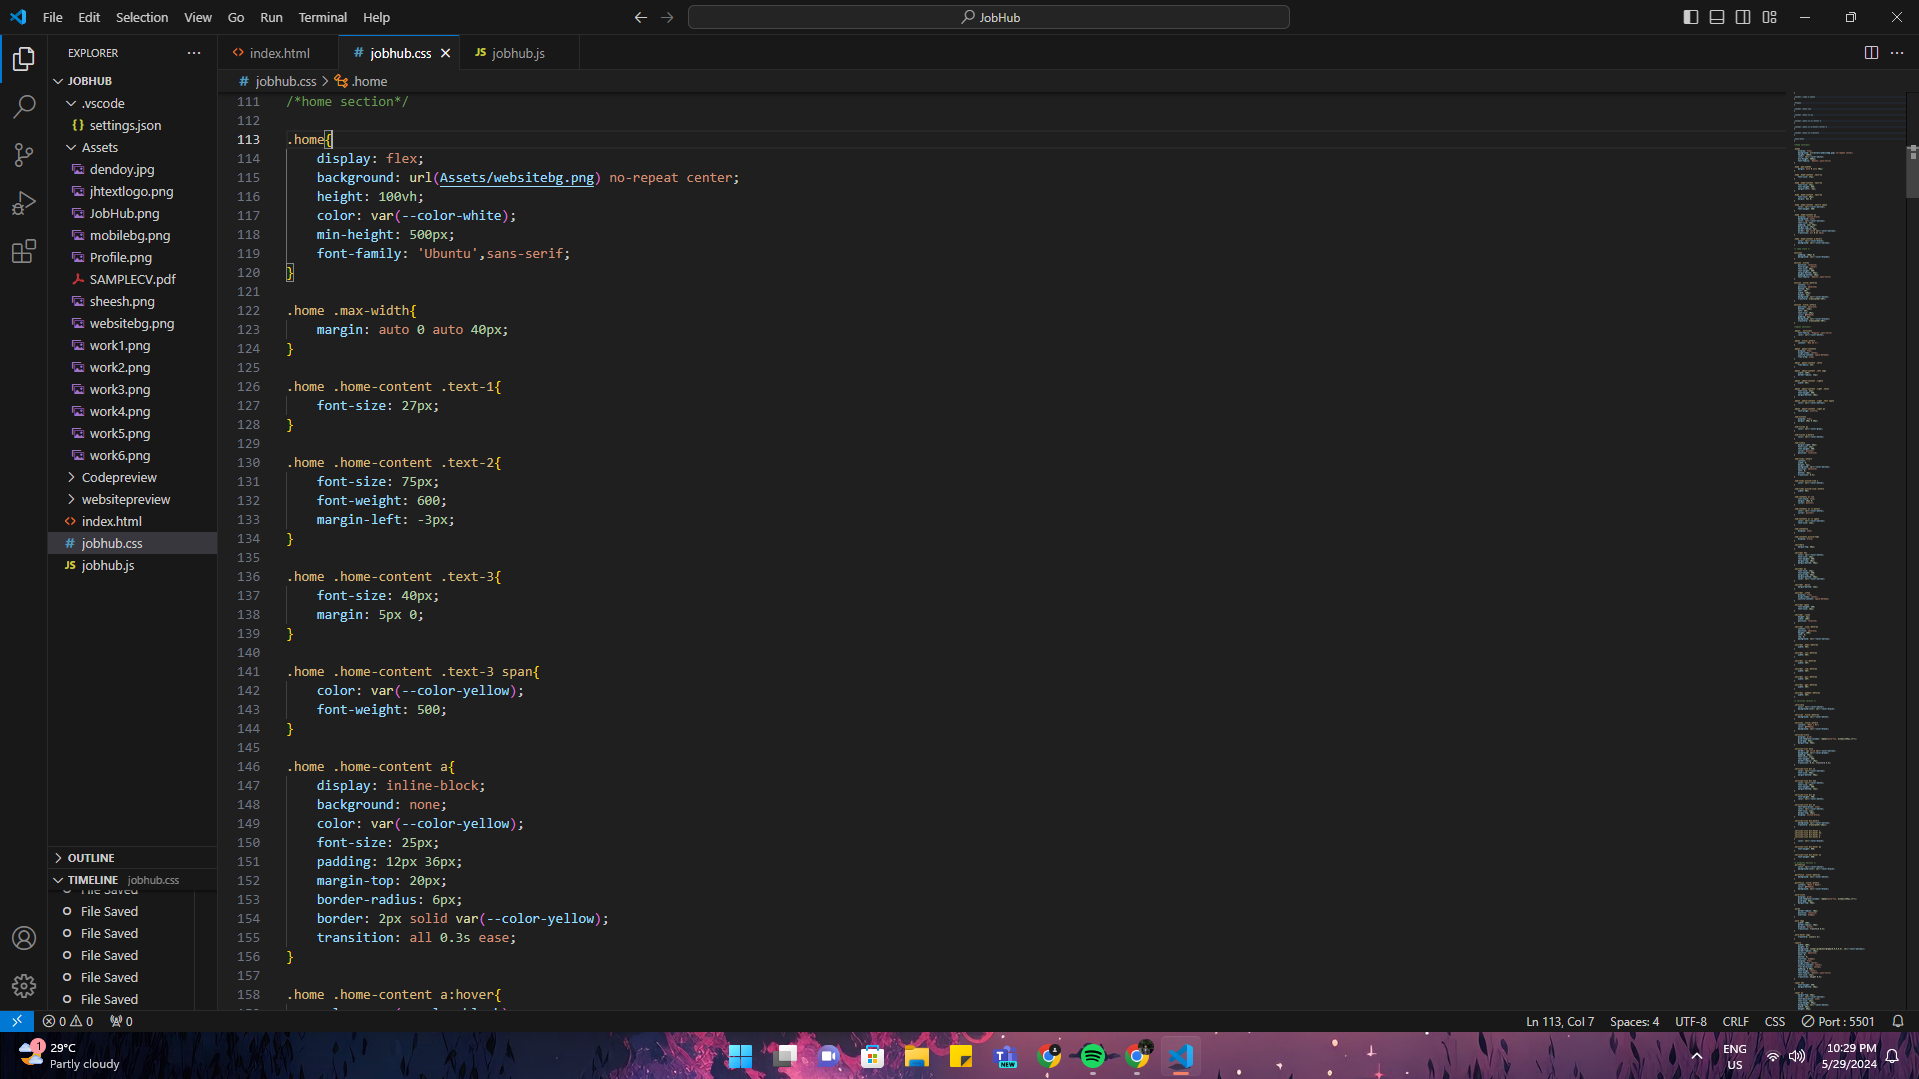 File Edit Selection View Go Run Terminal Help
JobHub
EXPLORER
JOBHUB
.vscode
settings.json
Assets
dendoy.jpg
jhtextlogo.png
JobHub.png
mobilebg.png
Profile.png
SAMPLECV.pdf
sheesh.png
websitebg.png
work1.png
work2.png
work3.png
work4.png
work5.png
work6.png
Codepreview
websitepreview
index.html
jobhub.css
jobhub.js
OUTLINE
TIMELINE jobhub.css
File Saved
File Saved
File Saved
File Saved
File Saved
File Saved
index.html
jobhub.css
jobhub.js
jobhub.css > .home
111 /*home section*/
112
113 .home{
114 display: flex;
115 background: url(Assets/websitebg.png) no-repeat center;
116 height: 100vh;
117 color: var(--color-white);
118 min-height: 500px;
119 font-family: 'Ubuntu',sans-serif;
120 }
121
122 .home .max-width{
123 margin: auto 0 auto 40px;
124 }
125
126 .home .home-content .text-1{
127 font-size: 27px;
128 }
129
130 .home .home-content .text-2{
131 font-size: 75px;
132 font-weight: 600;
133 margin-left: -3px;
134 }
135
136 .home .home-content .text-3{
137 font-size: 40px;
138 margin: 5px 0;
139 }
140
141 .home .home-content .text-3 span{
142 color: var(--color-yellow);
143 font-weight: 500;
144 }
145
146 .home .home-content a{
147 display: inline-block;
148 background: none;
149 color: var(--color-yellow);
150 font-size: 25px;
151 padding: 12px 36px;
152 margin-top: 20px;
153 border-radius: 6px;
154 border: 2px solid var(--color-yellow);
155 transition: all 0.3s ease;
156 }
157
158 .home .home-content a:hover{
0 0 0
Ln 113, Col 7 Spaces: 4 UTF-8 CRLF CSS Port : 5501
1
29°C
Partly cloudy
NEW
ENG
US
10:29 PM
5/29/2024